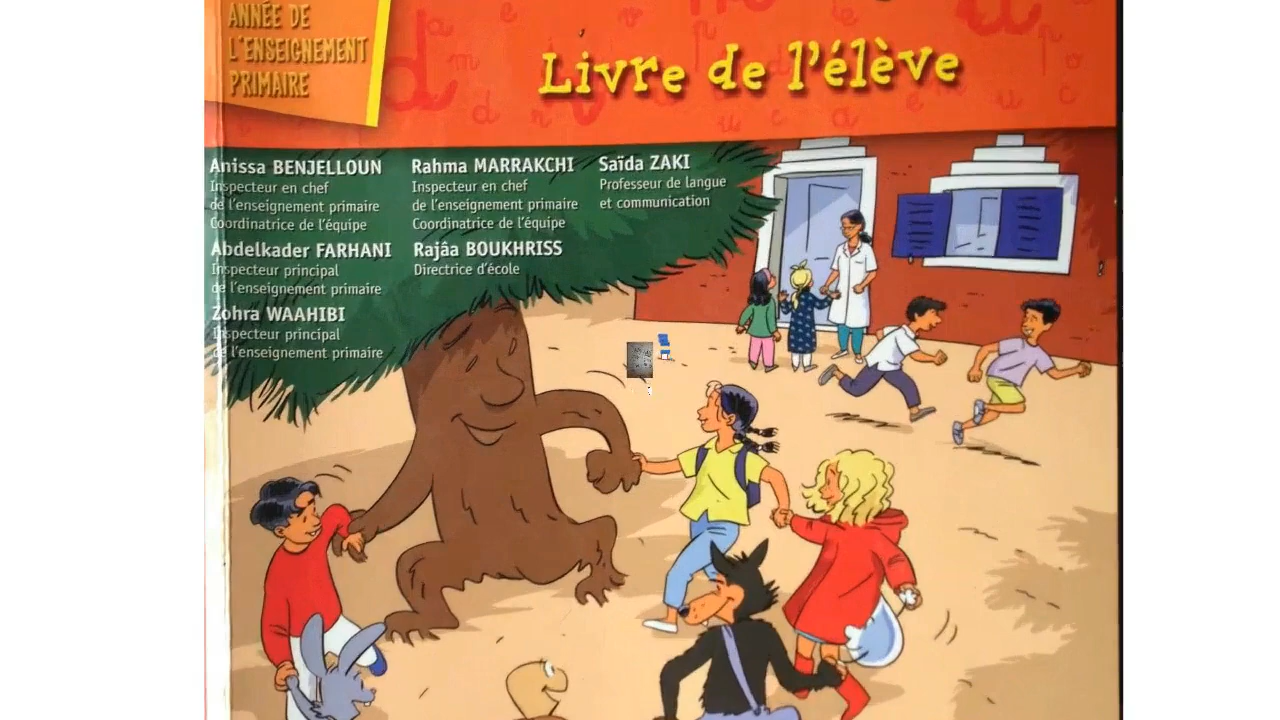 ANNÉE DE
L'ENSEIGNEMENT
PRIMAIRE
Livre de l'élève
Anissa BENJELLOUN
Inspecteur en chef
de l'enseignement primaire
Coordinatrice de l'équipe
Abdelkader FARHANI
Inspecteur principal
de l'enseignement primaire
Zohra WAAHIBI
Inspecteur principal
de l'enseignement primaire
Rahma MARRAKCHI
Inspecteur en chef
de l'enseignement primaire
Coordinatrice de l'équipe
Rajâa BOUKHRISS
Directrice d'école
Saïda ZAKI
Professeur de langue
et communication